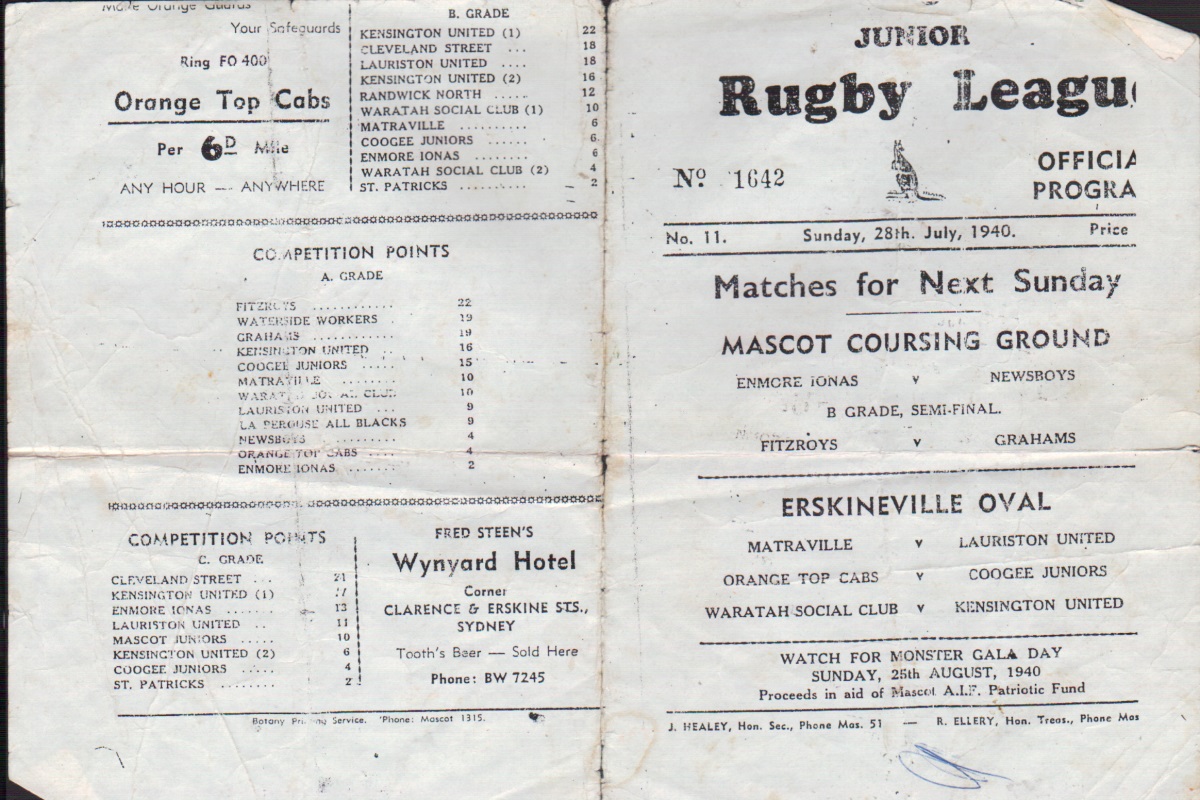 Your Safeguards
Ring FO 400
Orange Top Cabs
Per 6D Mile
ANY HOUR — ANYWHERE
B. GRADE
KENSINGTON UNITED (1) 22
CLEVELAND STREET .... 18
LAURISTON UNITED .... 18
KENSINGTON UNITED (2) 16
RANDWICK NORTH ..... 12
WARATAH SOCIAL CLUB (1) 10
MATRAVILLE .......... 6
COOGEE JUNIORS ...... 6
ENMORE IONAS ........ 6
WARATAH SOCIAL CLUB (2) 4
ST. PATRICKS .......... 2
COMPETITION POINTS
A. GRADE
FITZROYS ............ 22
WATERSIDE WORKERS . 19
GRAHAMS ............ 19
KENSINGTON UNITED .. 16
COOGEE JUNIORS ..... 15
MATRAVILLE ........ 10
WARATAH SOCIAL CLUB 10
LAURISTON UNITED ... 9
LA PEROUSE ALL BLACKS 9
NEWSBOYS .......... 4
ORANGE TOP CABS .... 4
ENMORE IONAS ....... 2
COMPETITION POINTS
C. GRADE
CLEVELAND STREET ... 21
KENSINGTON UNITED (1)
ENMORE IONAS ....... 13
LAURISTON UNITED .. 11
MASCOT JUNIORS ..... 10
KENSINGTON UNITED (2) 6
COOGEE JUNIORS ..... 4
ST. PATRICKS ........ 2
FRED STEEN'S
Wynyard Hotel
Corner
CLARENCE & ERSKINE STS.,
SYDNEY
Tooth's Beer — Sold Here
Phone: BW 7245
Botany Printing Service. 'Phone: Mascot 1315.
JUNIOR
Rugby Leagu
No 1642
OFFICIA
PROGRA
No. 11. Sunday, 28th. July, 1940. Price
Matches for Next Sunday
MASCOT COURSING GROUND
ENMORE IONAS v NEWSBOYS
B GRADE, SEMI-FINAL.
FITZROYS v GRAHAMS
ERSKINEVILLE OVAL
MATRAVILLE v LAURISTON UNITED
ORANGE TOP CABS v COOGEE JUNIORS
WARATAH SOCIAL CLUB v KENSINGTON UNITED
WATCH FOR MONSTER GALA DAY
SUNDAY, 25th AUGUST, 1940
Proceeds in aid of Mascot A.I.F. Patriotic Fund
J. HEALEY, Hon. Sec., Phone Mas. 51 — R. ELLERY, Hon. Treas., Phone Mas